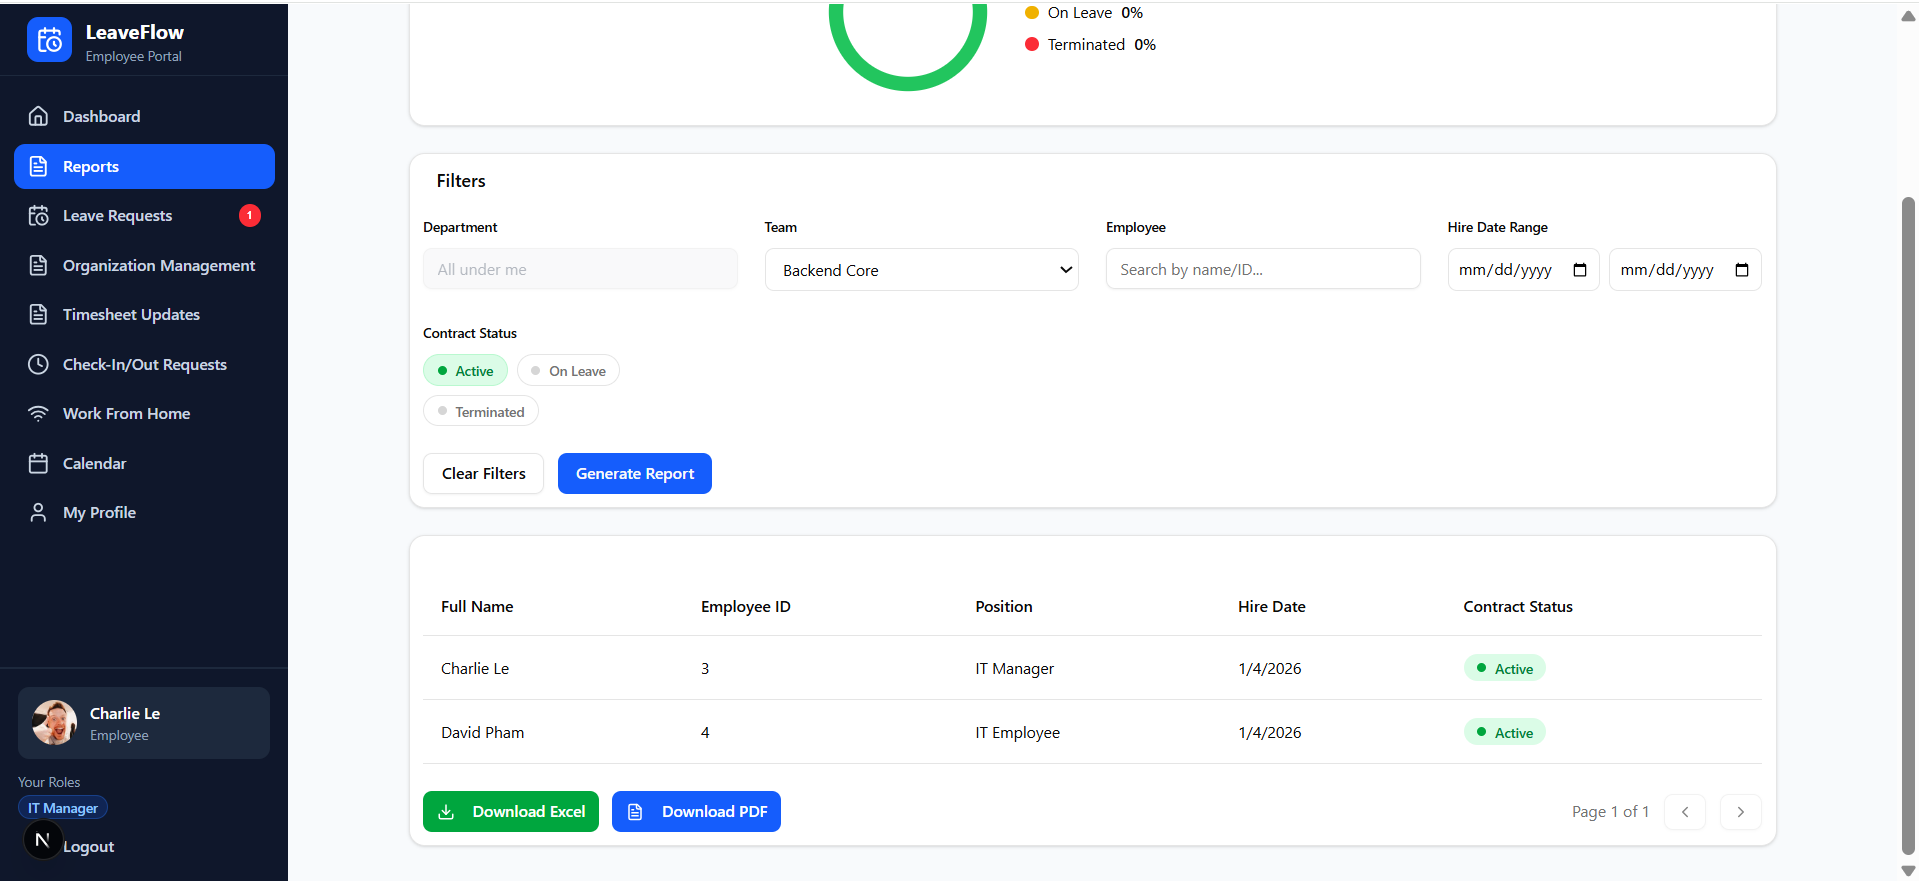 LeaveFlow
Employee Portal
Dashboard
Reports
Leave Requests 1
Organization Management
Timesheet Updates
Check-In/Out Requests
Work From Home
Calendar
My Profile
Charlie Le
Employee
Your Roles
IT Manager
N
Logout
On Leave 0%
Terminated 0%
Filters
Department Team Employee Hire Date Range
All under me Backend Core Search by name/ID... mm/dd/yyyy mm/dd/yyyy
Contract Status
Active On Leave
Terminated
Clear Filters Generate Report
Full Name Employee ID Position Hire Date Contract Status
Charlie Le 3 IT Manager 1/4/2026 Active
David Pham 4 IT Employee 1/4/2026 Active
Download Excel Download PDF Page 1 of 1